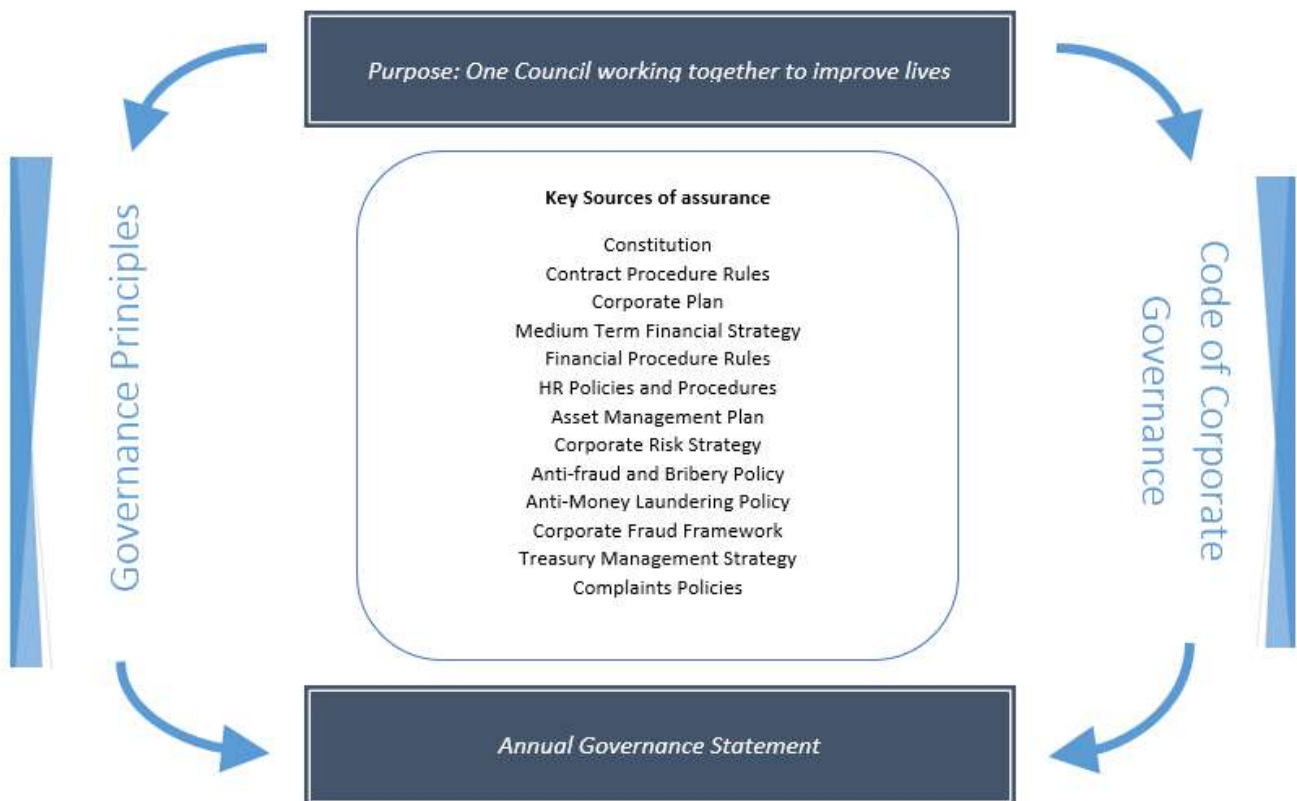 Purpose: One Council working together to improve lives
Governance Principles
Key Sources of assurance
Constitution
Contract Procedure Rules
Corporate Plan
Medium Term Financial Strategy
Financial Procedure Rules
HR Policies and Procedures
Asset Management Plan
Corporate Risk Strategy
Anti-fraud and Bribery Policy
Anti-Money Laundering Policy
Corporate Fraud Framework
Treasury Management Strategy
Complaints Policies
Code of Corporate
Governance
Annual Governance Statement